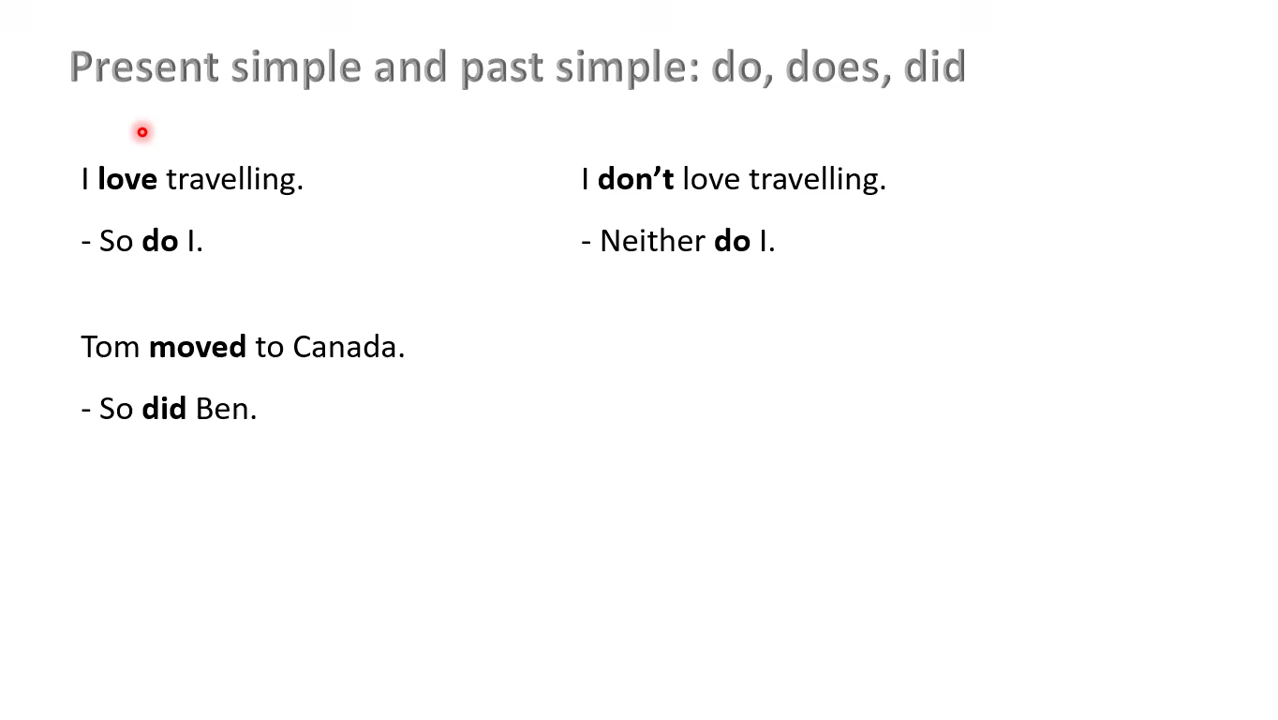 Present simple and past simple: do, does, did
I love travelling.
- So do I.
I don’t love travelling.
- Neither do I.
Tom moved to Canada.
- So did Ben.